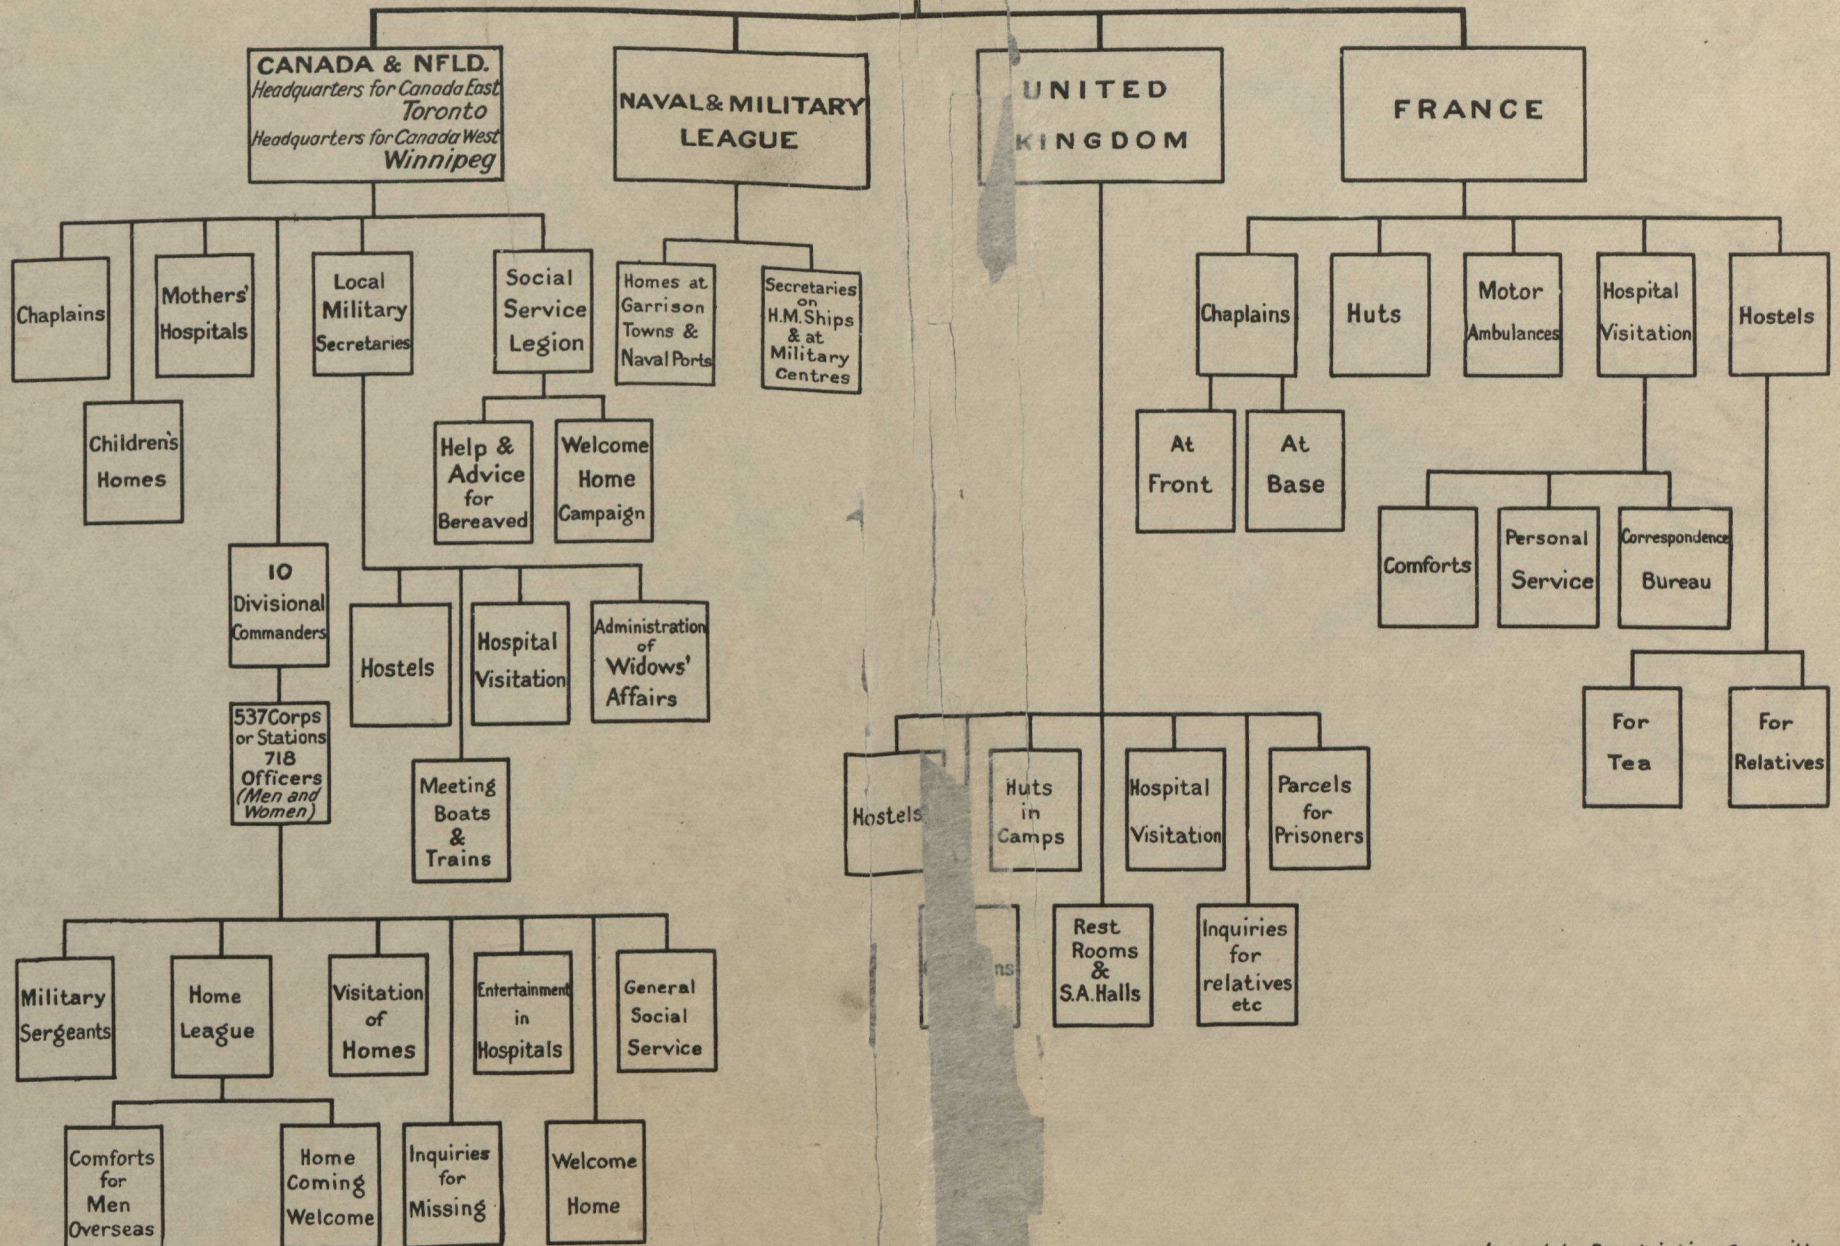 CANADA & NFLD.
Headquarters for Canada East
Toronto
Headquarters for Canada West
Winnipeg
NAVAL & MILITARY
LEAGUE
UNITED
KINGDOM
FRANCE
Chaplains
Mothers'
Hospitals
Local
Military
Secretaries
Social
Service
Legion
Homes at
Garrison
Towns &
Naval Ports
Secretaries
on
H.M. Ships
& at
Military
Centres
Chaplains
Huts
Motor
Ambulances
Hospital
Visitation
Hostels
Children's
Homes
Help &
Advice
for
Bereaved
Welcome
Home
Campaign
At
Front
At
Base
Comforts
Personal
Service
Correspondence
Bureau
10
Divisional
Commanders
Hostels
Hospital
Visitation
Administration
of
Widows'
Affairs
For
Tea
For
Relatives
537 Corps
or Stations
718
Officers
(Men and
Women)
Meeting
Boats
&
Trains
Hostels
Huts
in
Camps
Hospital
Visitation
Parcels
for
Prisoners
Rest
Rooms
&
S.A. Halls
Inquiries
for
relatives
etc
Military
Sergeants
Home
League
Visitation
of
Homes
Entertainment
in
Hospitals
General
Social
Service
Comforts
for
Men
Overseas
Home
Coming
Welcome
Inquiries
for
Missing
Welcome
Home